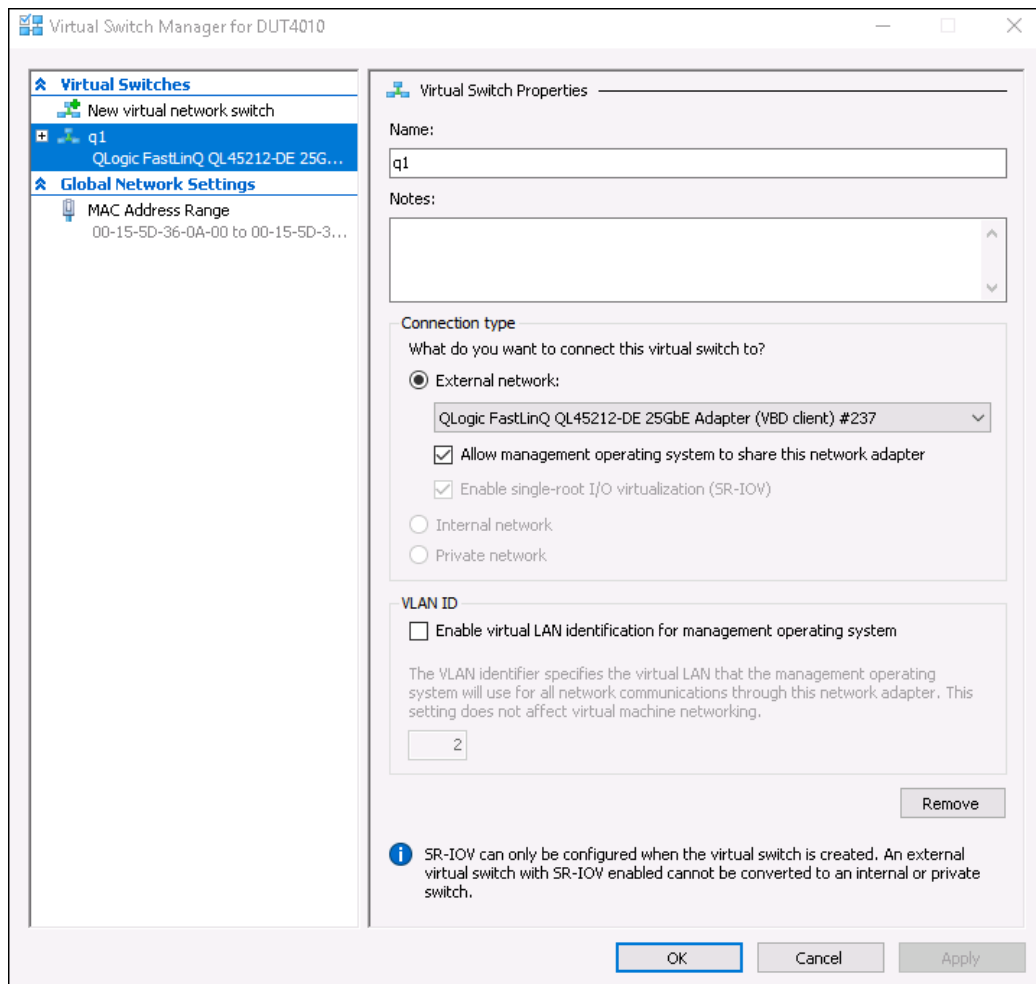 Virtual Switch Manager for DUT4010
Virtual Switches
New virtual network switch
q1
QLogic FastLinQ QL45212-DE 25G...
Global Network Settings
MAC Address Range
00-15-5D-36-0A-00 to 00-15-5D-3...
Virtual Switch Properties
Name:
q1
Notes:
Connection type
What do you want to connect this virtual switch to?
External network:
QLogic FastLinQ QL45212-DE 25GbE Adapter (VBD client) #237
Allow management operating system to share this network adapter
Enable single-root I/O virtualization (SR-IOV)
Internal network
Private network
VLAN ID
Enable virtual LAN identification for management operating system
The VLAN identifier specifies the virtual LAN that the management operating
system will use for all network communications through this network adapter. This
setting does not affect virtual machine networking.
2
Remove
SR-IOV can only be configured when the virtual switch is created. An external
virtual switch with SR-IOV enabled cannot be converted to an internal or private
switch.
OK
Cancel
Apply